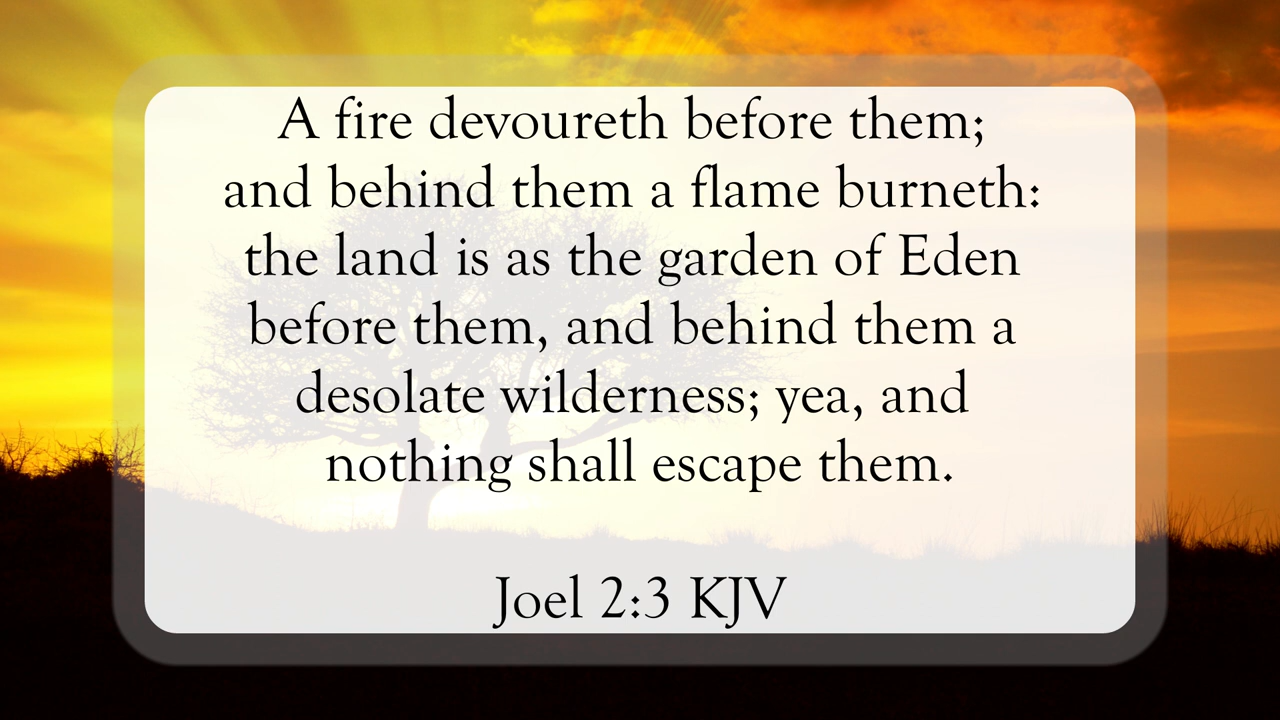 A fire devoureth before them;
and behind them a flame burneth:
the land is as the garden of Eden
before them, and behind them a
desolate wilderness; yea, and
nothing shall escape them.
Joel 2:3 KJV